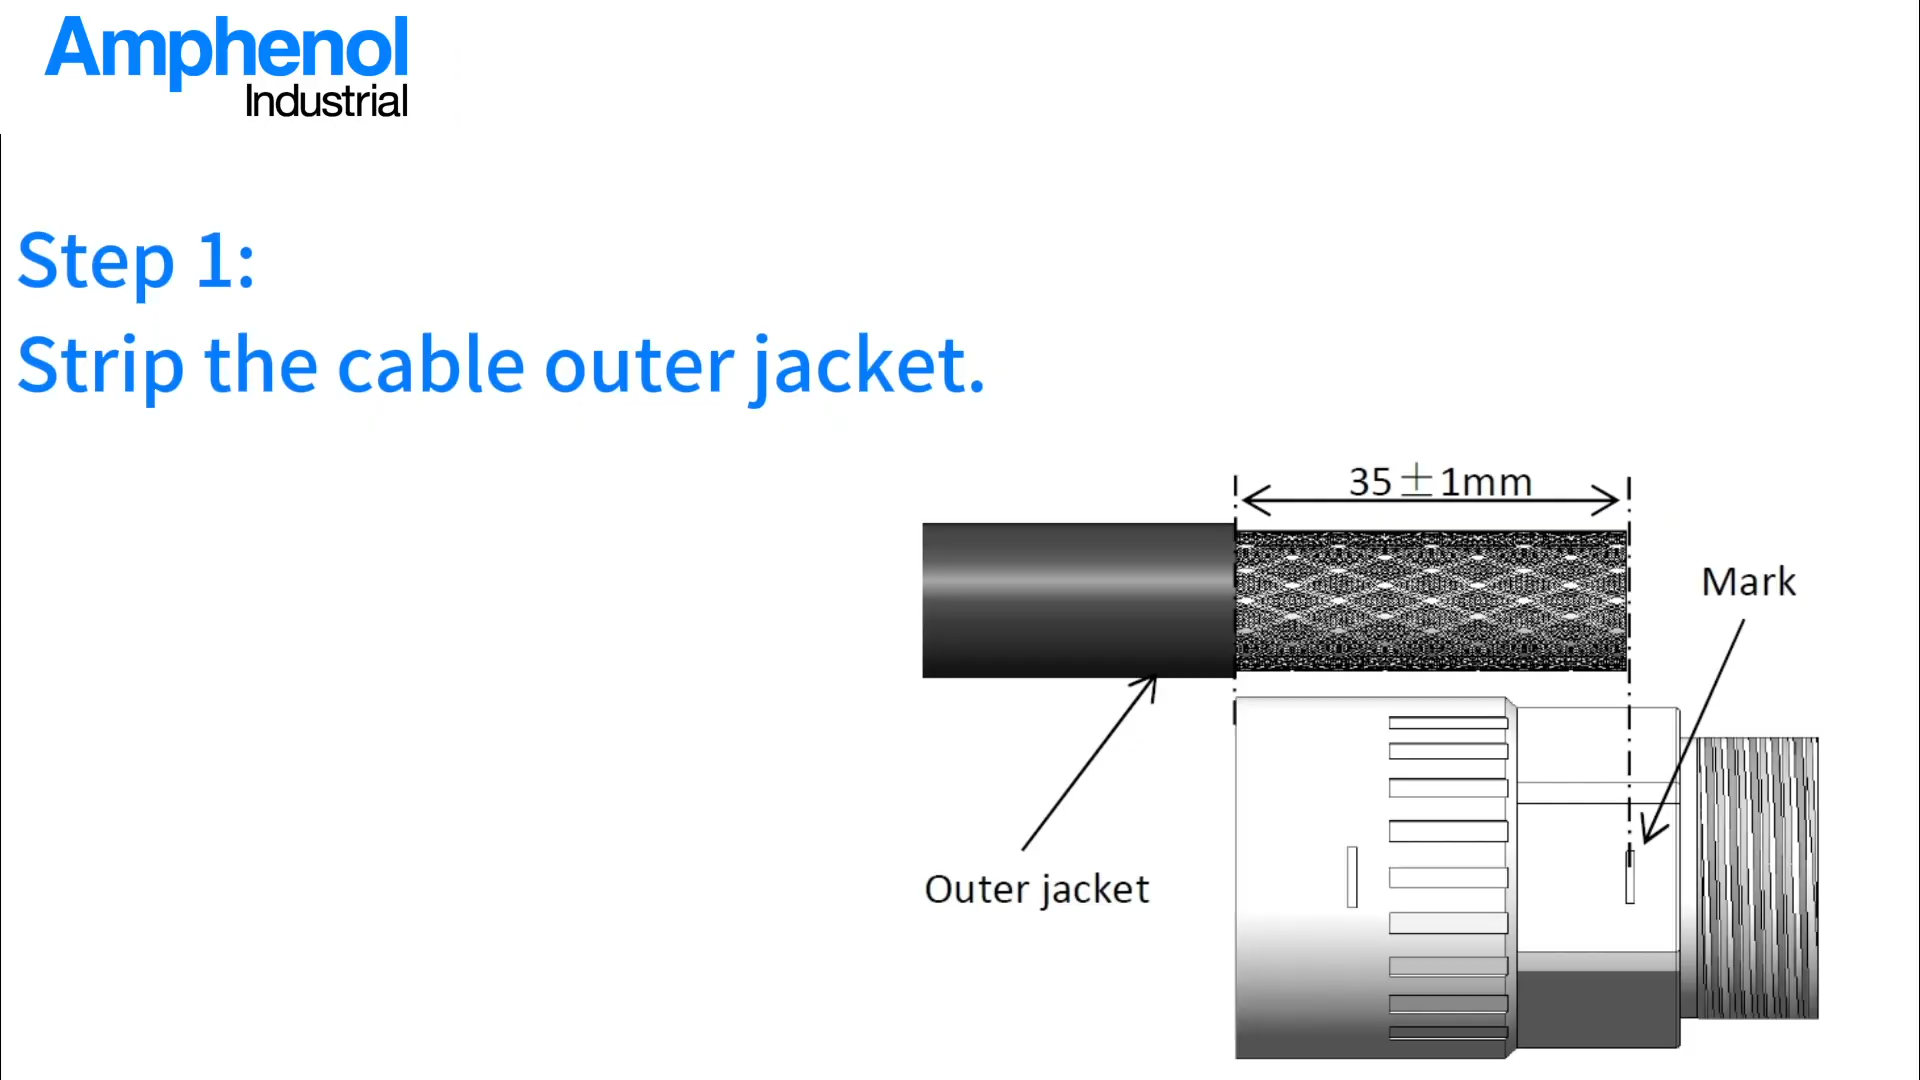 Amphenol
Industrial
Step 1:
Strip the cable outer jacket.
35±1mm
Mark
Outer jacket